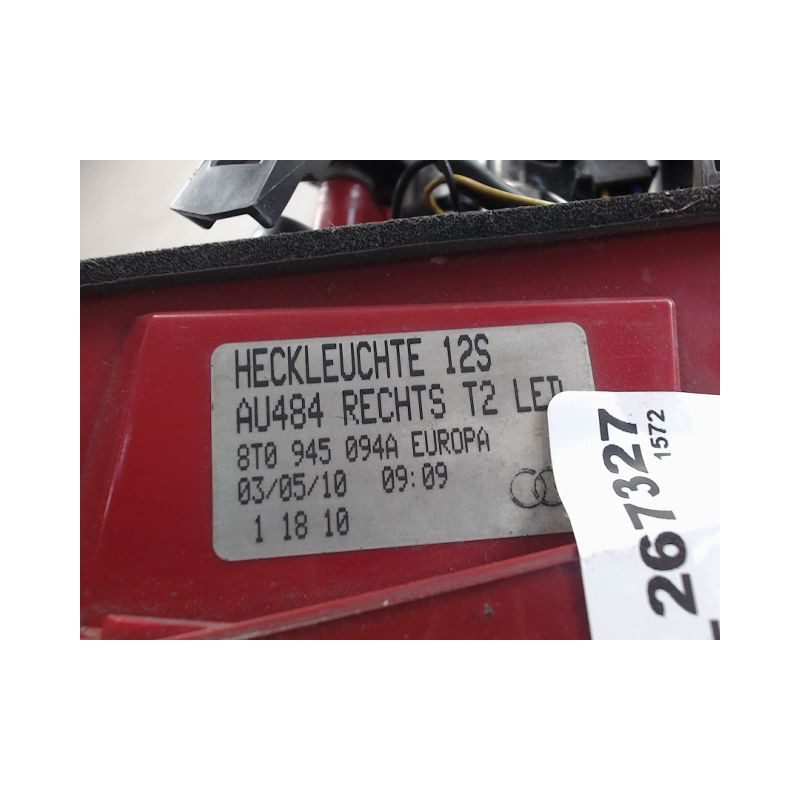 HECKLEUCHTE 12S
AU484 RECHTS T2 LED
8T0 945 094A EUROPA
03/05/10 09:09
1 18 10
267327
1572